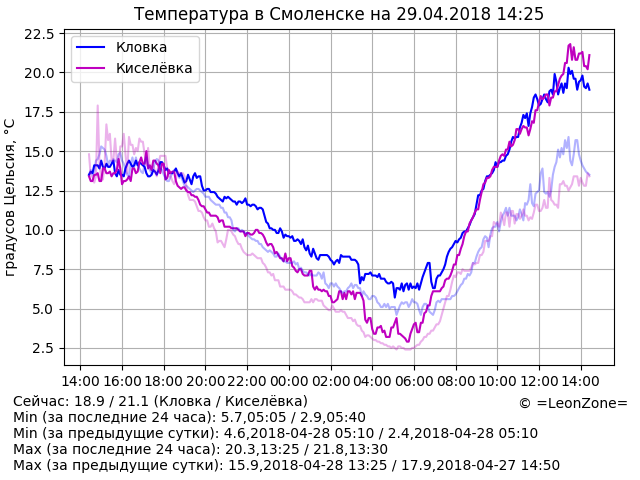 Температура в Смоленске на 29.04.2018 14:25
градусов Цельсия, °C
22.5
20.0
17.5
15.0
12.5
10.0
7.5
5.0
2.5
Кловка
Киселёвка
14:00 16:00 18:00 20:00 22:00 00:00 02:00 04:00 06:00 08:00 10:00 12:00 14:00
Сейчас: 18.9 / 21.1 (Кловка / Киселёвка)
© =LeonZone=
Min (за последние 24 часа): 5.7,05:05 / 2.9,05:40
Min (за предыдущие сутки): 4.6,2018-04-28 05:10 / 2.4,2018-04-28 05:10
Max (за последние 24 часа): 20.3,13:25 / 21.8,13:30
Max (за предыдущие сутки): 15.9,2018-04-28 13:25 / 17.9,2018-04-27 14:50